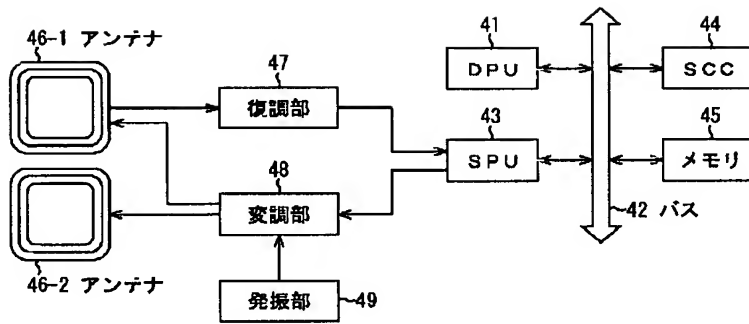 46-1 アンテナ
47
復調部
41
DPU
44
SCC
43
SPU
45
メモリ
48
変調部
42 バス
46-2 アンテナ
発振部
49